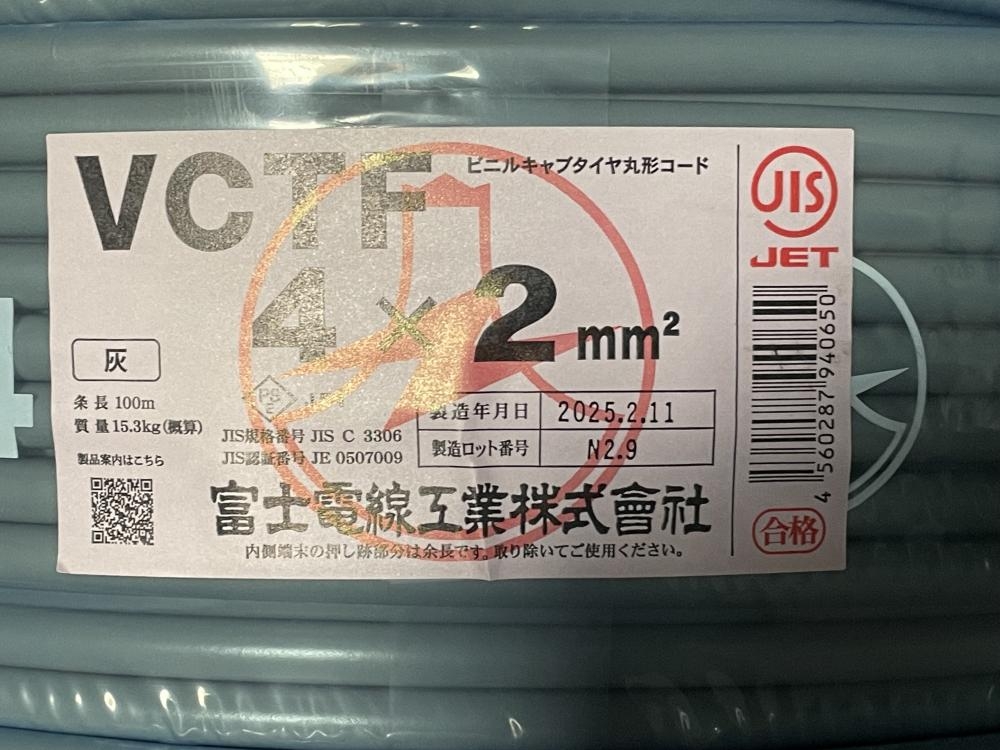 VCTF
ビニルキャブタイヤ丸形コード
4×2mm²
灰
条長 100m
質量 15.3kg(概算)
製品案内はこちら
PS
E
JET
JIS規格番号 JIS C 3306
JIS認証番号 JE 0507009
製造年月日 2025.2.11
製造ロット番号 N2.9
富士電線工業株式會社
内側端末の押し跡部分は余長です。取り除いてご使用ください。
JIS
JET
4560287940650
合格